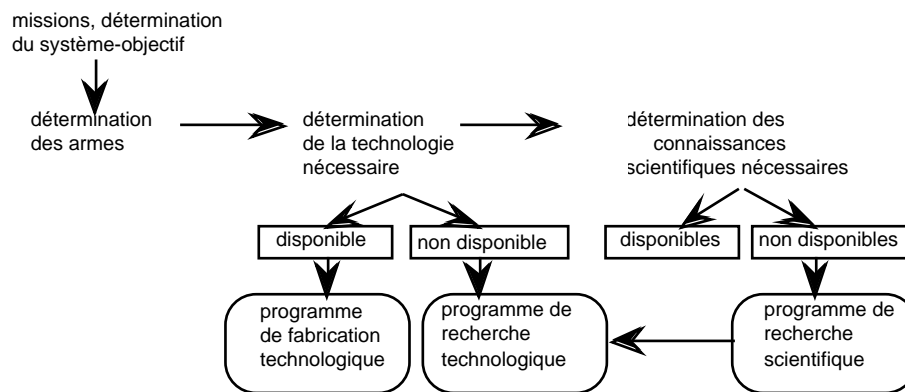 missions, détermination
du système-objectif
détermination
des armes
détermination
de la technologie
nécessaire
détermination des
connaissances
scientifiques nécessaires
disponible
non disponible
disponibles
non disponibles
programme
de fabrication
technologique
programme de
recherche
technologique
programme de
recherche
scientifique